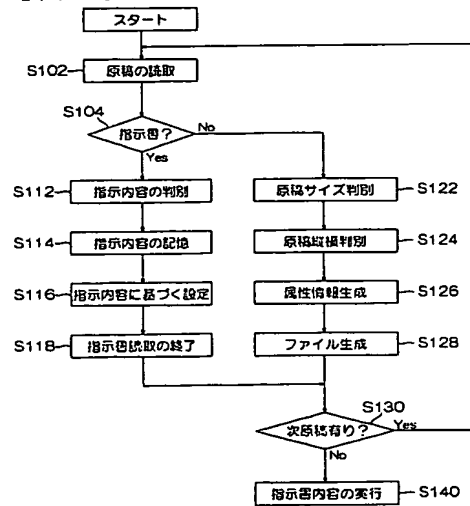 スタート
S102
原稿の読取
S104
指示書?
No
Yes
S112
指示内容の判別
原稿サイズ判別
S122
S114
指示内容の記憶
原稿縦横判別
S124
S116
指示内容に基づく設定
属性情報生成
S126
S118
指示書読取の終了
ファイル生成
S128
S130
次原稿有り?
Yes
No
指示書内容の実行
S140